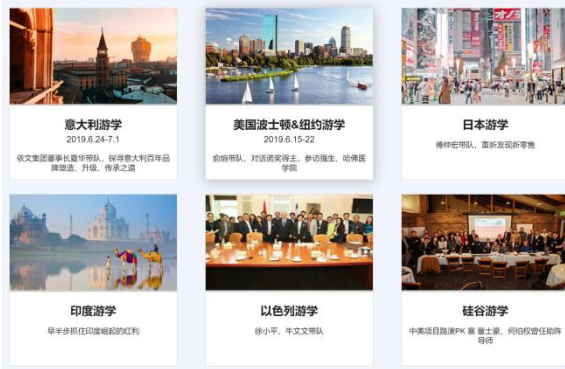 意大利游学
2019.6.24-7.1
依文集团董事长夏华带队，探寻意大利百年品
牌塑造、升级、传承之道
美国波士顿&纽约游学
2019.6.15-22
俞熔带队，对话诺奖得主，参访强生、哈佛医
学院
日本游学
傅仲宏带队，重新发现新零售
印度游学
早半步抓住印度崛起的红利
以色列游学
徐小平、牛文文带队
硅谷游学
中美项目路演PK 赛 童士豪、何伯权曾任助阵
导师